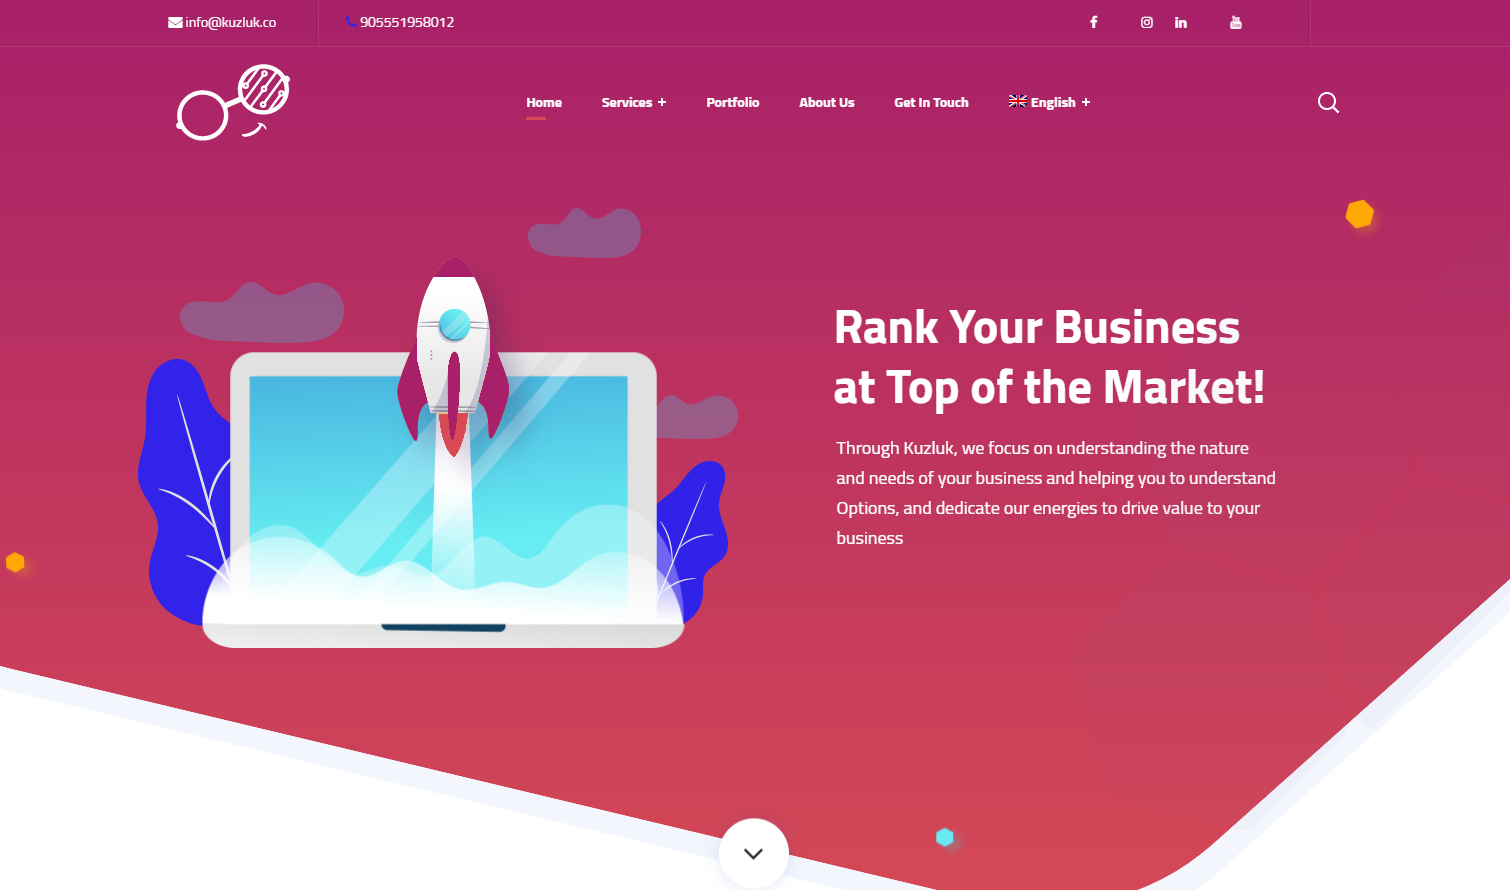 info@kuzluk.co
905551958012
Home
Services +
Portfolio
About Us
Get In Touch
English +
Rank Your Business
at Top of the Market!
Through Kuzluk, we focus on understanding the nature
and needs of your business and helping you to understand
Options, and dedicate our energies to drive value to your
business